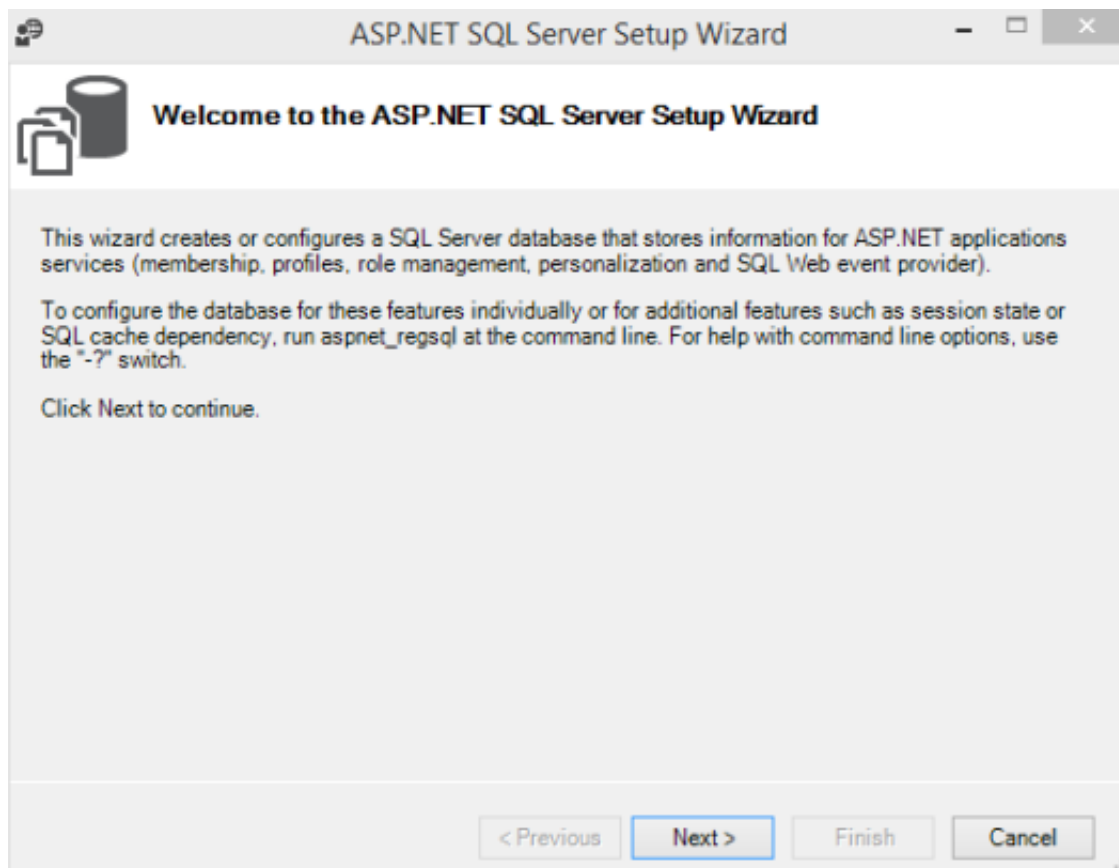 ASP.NET SQL Server Setup Wizard
Welcome to the ASP.NET SQL Server Setup Wizard
This wizard creates or configures a SQL Server database that stores information for ASP.NET applications
services (membership, profiles, role management, personalization and SQL Web event provider).
To configure the database for these features individually or for additional features such as session state or
SQL cache dependency, run aspnet_regsql at the command line. For help with command line options, use
the "-?" switch.
Click Next to continue.
< Previous Next > Finish Cancel